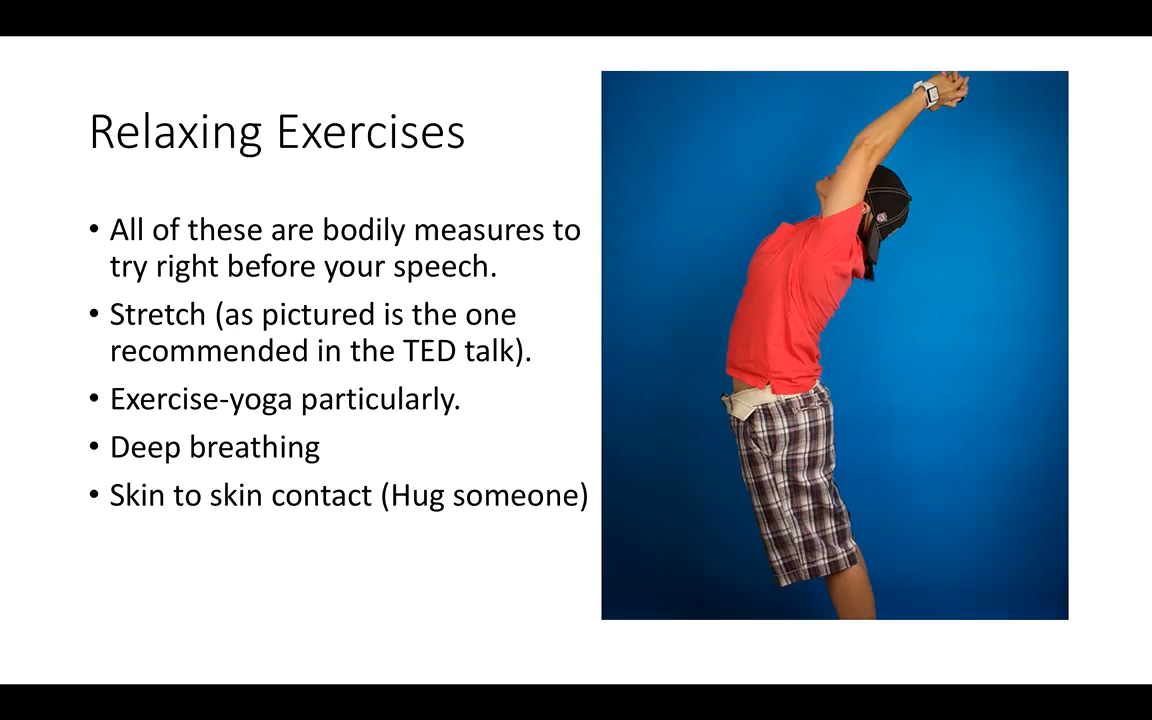 Relaxing Exercises
• All of these are bodily measures to
try right before your speech.
• Stretch (as pictured is the one
recommended in the TED talk).
• Exercise-yoga particularly.
• Deep breathing
• Skin to skin contact (Hug someone)